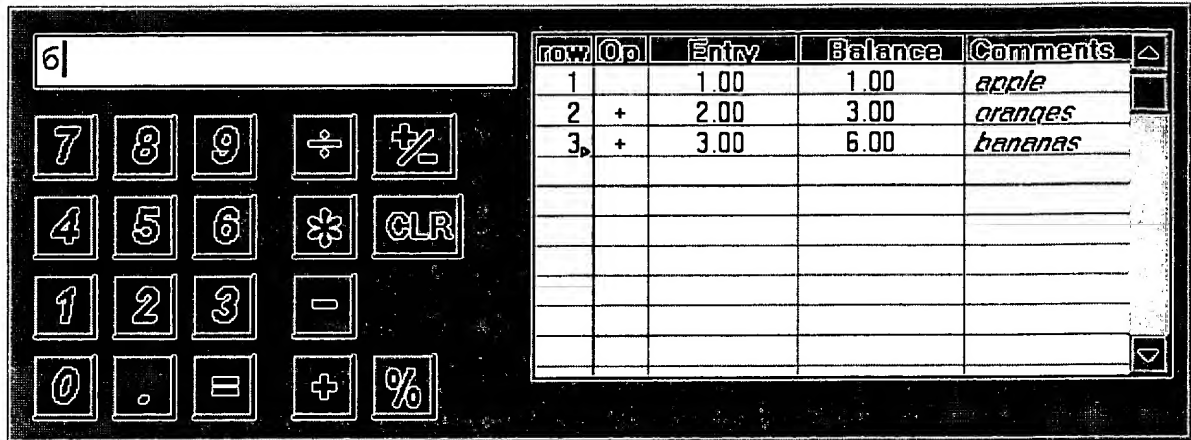 6
7 8 9 ÷ +/-
4 5 6 * CLR
1 2 3 -
0 . = + %
row Op Entry Balance Comments
1 1.00 1.00 apple
2 + 2.00 3.00 oranges
3 + 3.00 6.00 bananas